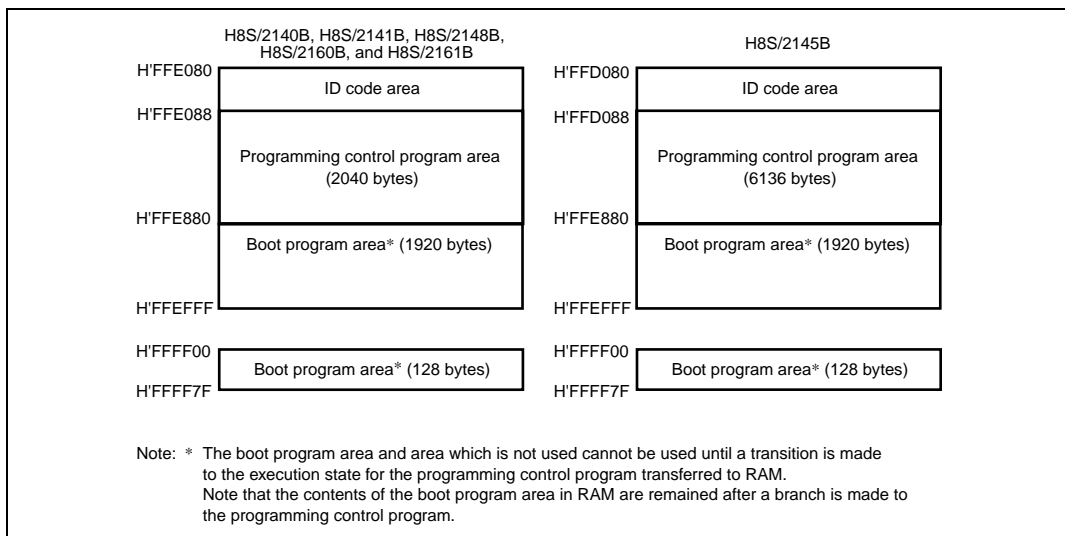 H8S/2140B, H8S/2141B, H8S/2148B,
H8S/2160B, and H8S/2161B
H'FFE080
ID code area
H'FFE088
Programming control program area
(2040 bytes)
H'FFE880
Boot program area* (1920 bytes)
H'FFEFFF
H'FFFF00
Boot program area* (128 bytes)
H'FFFF7F
H8S/2145B
H'FFD080
ID code area
H'FFD088
Programming control program area
(6136 bytes)
H'FFE880
Boot program area* (1920 bytes)
H'FFEFFF
H'FFFF00
Boot program area* (128 bytes)
H'FFFF7F
Note: * The boot program area and area which is not used cannot be used until a transition is made
to the execution state for the programming control program transferred to RAM.
Note that the contents of the boot program area in RAM are remained after a branch is made to
the programming control program.